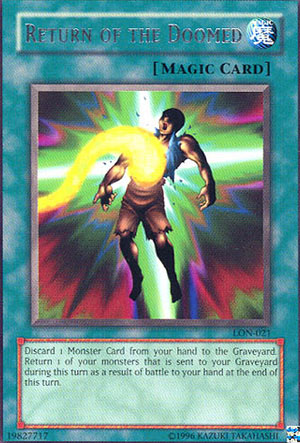 RETURN OF THE DOOMED
[MAGIC CARD]
LON-021
Discard 1 Monster Card from your hand to the Graveyard.
Return 1 of your monsters that is sent to your Graveyard
during this turn as a result of battle to your hand at the end of
this turn.
19827717
©1996 KAZUKI TAKAHASHI